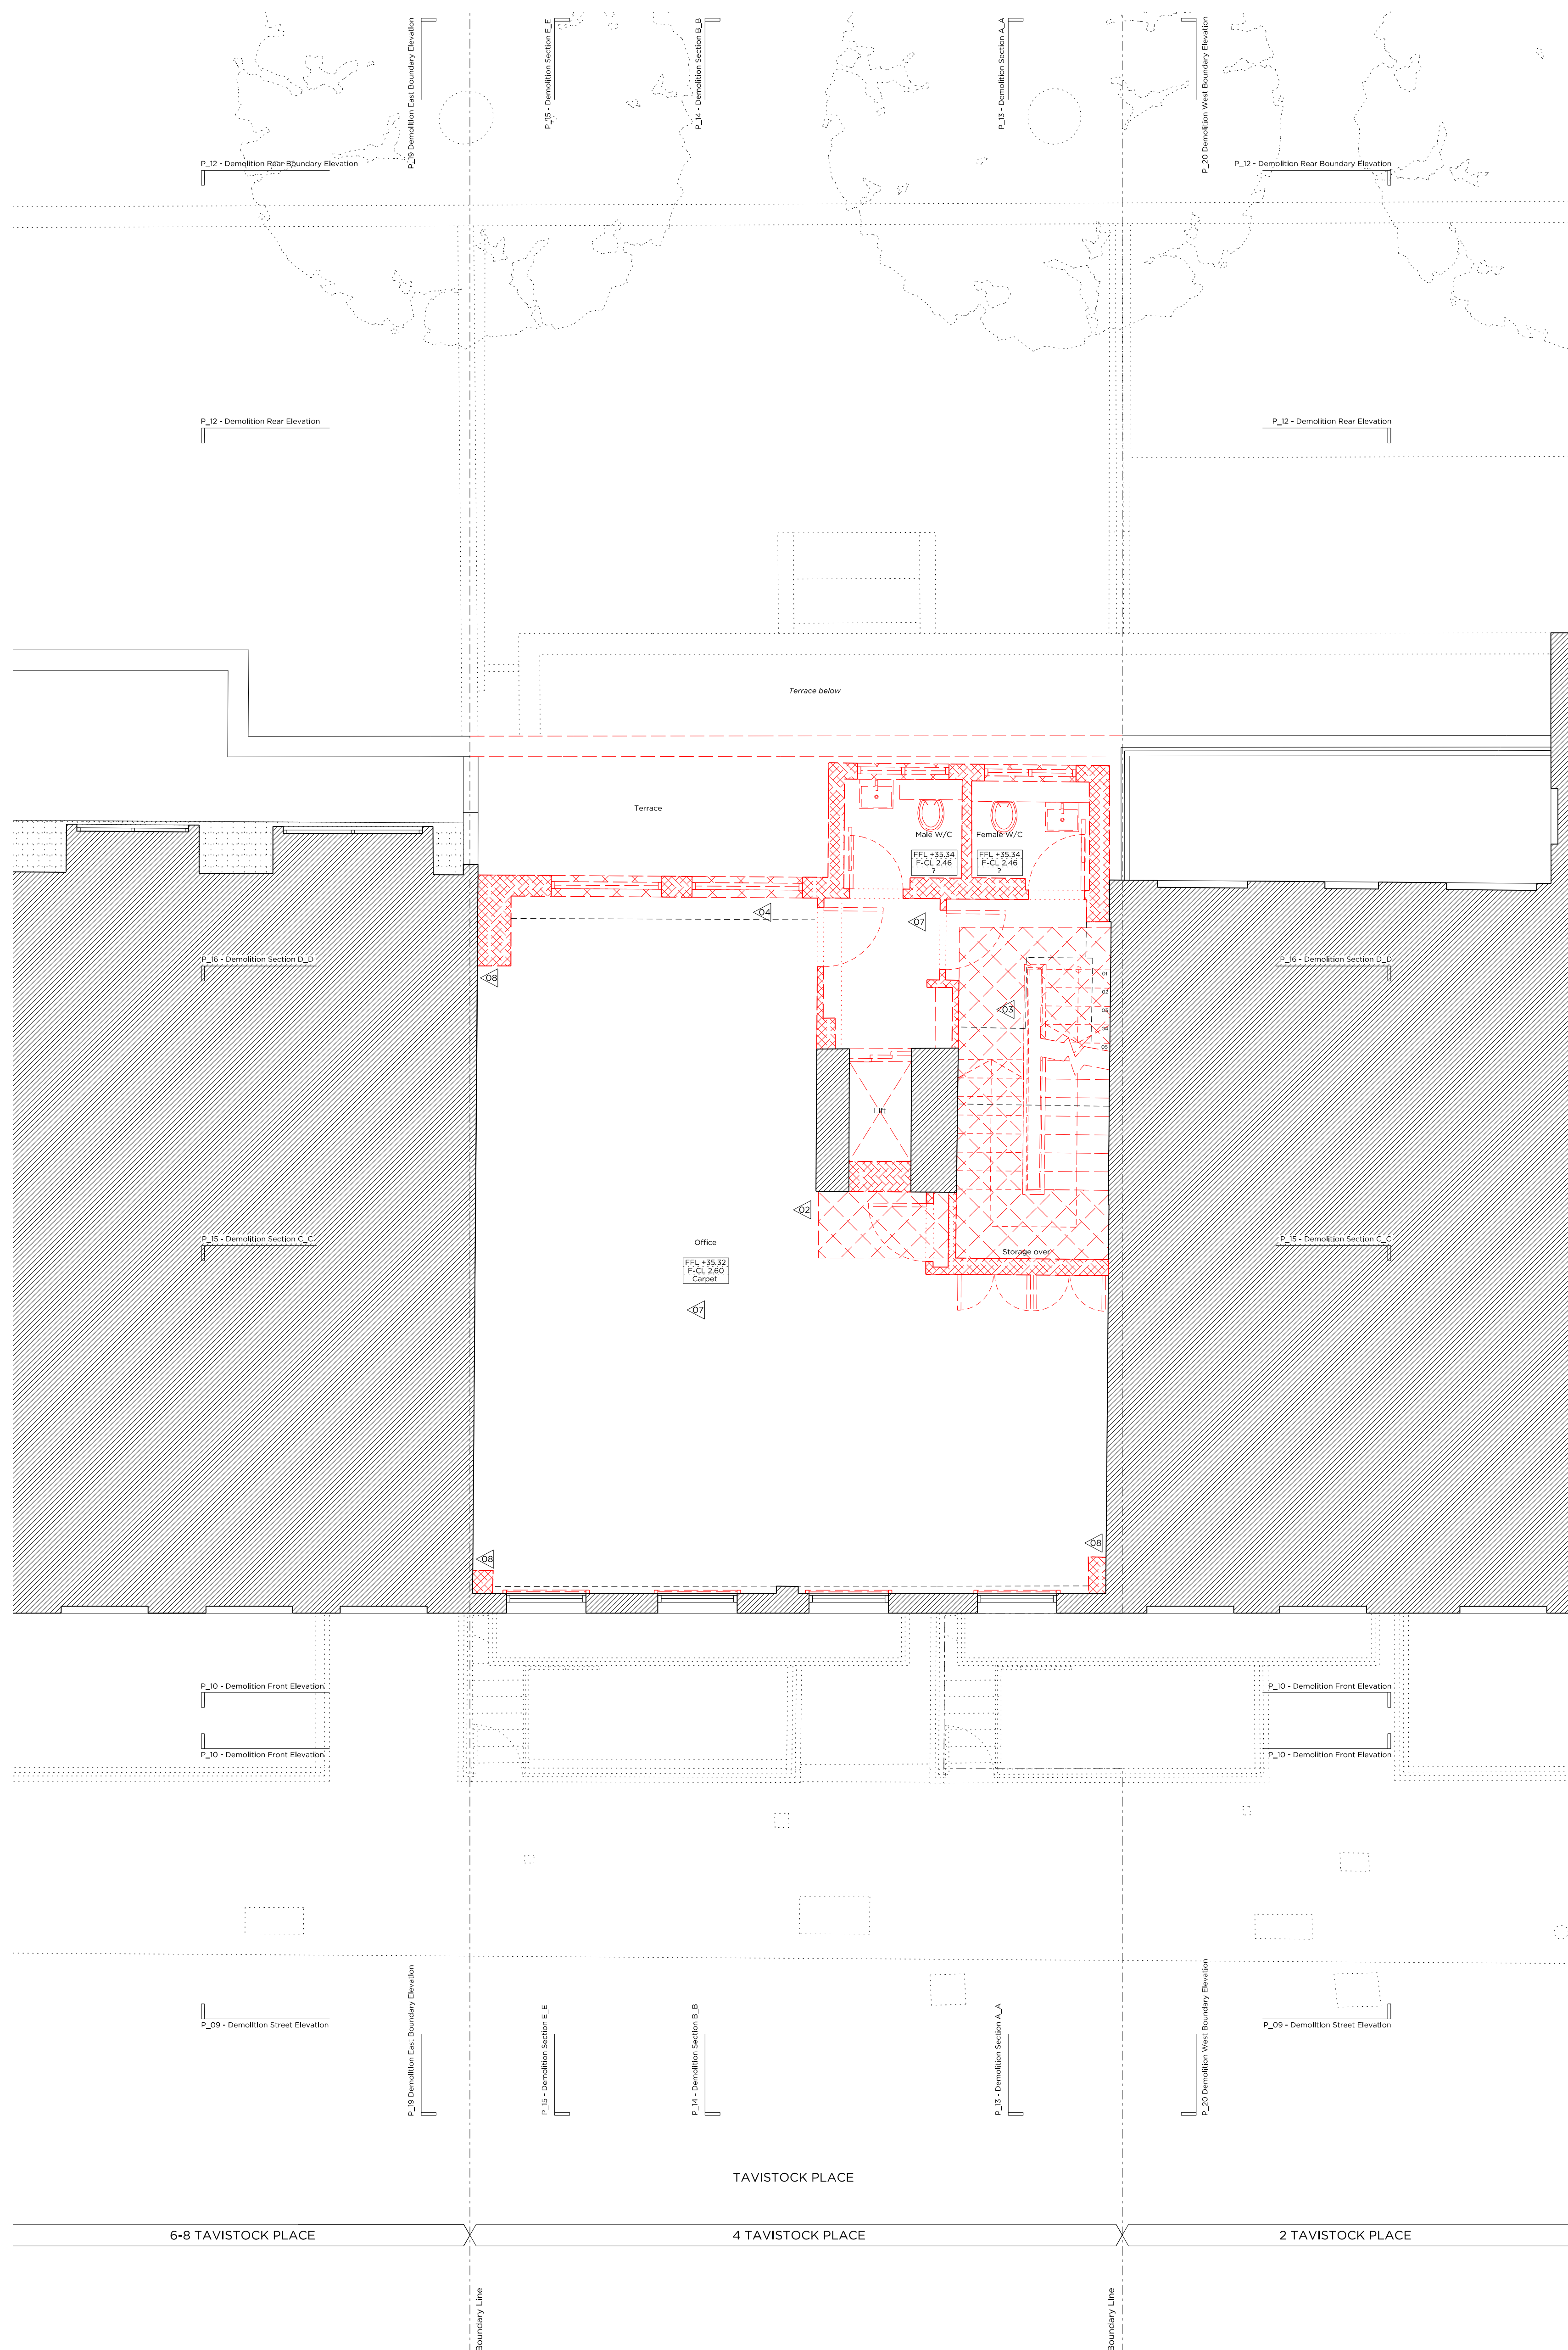 P_19 Demolition East Boundary Elevation
P_15 - Demolition Section E_E
P_14 - Demolition Section B_B
P_13 - Demolition Section A_A
P_20 Demolition West Boundary Elevation
P_12 - Demolition Rear Boundary Elevation
P_12 - Demolition Rear Boundary Elevation
P_12 - Demolition Rear Elevation
P_12 - Demolition Rear Elevation
Terrace below
Terrace
Male W/C
Female W/C
FFL +35.34
F-CL 2.46
?
FFL +35.34
F-CL 2.46
?
04
07
P_16 - Demolition Section D_D
P_16 - Demolition Section D_D
08
01
02
03
03
04
05
Lift
02
P_15 - Demolition Section C_C
P_15 - Demolition Section C_C
Office
Storage over
FFL +35.32
F-CL 2.60
Carpet
07
08
08
P_10 - Demolition Front Elevation
P_10 - Demolition Front Elevation
P_10 - Demolition Front Elevation
P_10 - Demolition Front Elevation
P_09 - Demolition Street Elevation
P_09 - Demolition Street Elevation
P_19 Demolition East Boundary Elevation
P_15 - Demolition Section E_E
P_14 - Demolition Section B_B
P_13 - Demolition Section A_A
P_20 Demolition West Boundary Elevation
TAVISTOCK PLACE
6-8 TAVISTOCK PLACE
4 TAVISTOCK PLACE
2 TAVISTOCK PLACE
Boundary Line
Boundary Line